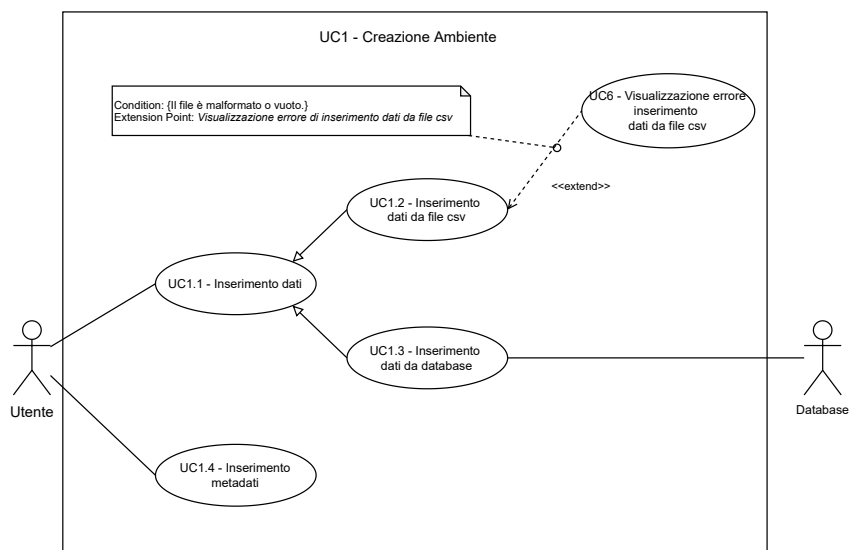 UC1 - Creazione Ambiente
Condition: {Il file è malformato o vuoto.}
Extension Point: Visualizzazione errore di inserimento dati da file csv
UC6 - Visualizzazione errore
inserimento
dati da file csv
<<extend>>
UC1.2 - Inserimento
dati da file csv
UC1.1 - Inserimento dati
UC1.3 - Inserimento
dati da database
Utente
Database
UC1.4 - Inserimento
metadati